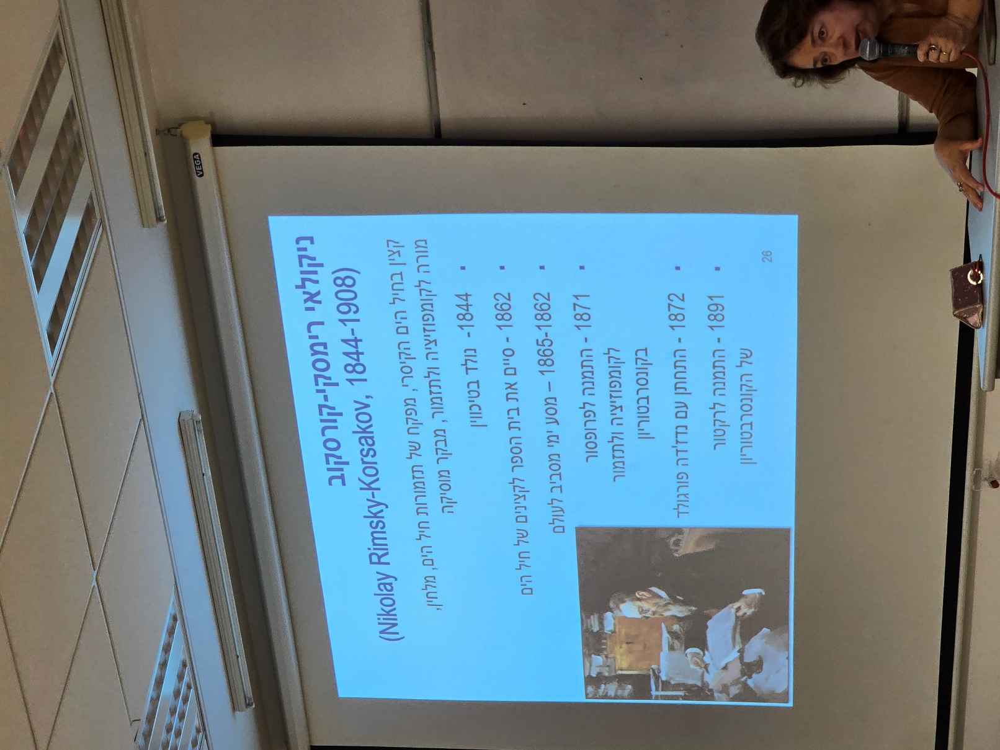 VEGA
ניקולאי רימסקי-קורסקוב
(Nikolay Rimsky-Korsakov, 1844-1908)
קצין בחיל הים הקיסרי, מפקח של תזמורות חיל הים, מלחין,
מורה לקומפוזיציה ולתזמור, מבקר מוסיקה
▪ 1844- נולד בטיכווין
▪ 1862 - סיים את בית הספר לקצינים של חיל הים
▪ 1865-1862 – מסע ימי מסביב לעולם
▪ 1871 - התמנה לפרופסור
לקומפוזיציה ולתזמור
בקונסרבטוריון
▪ 1872 - התחתן עם נדז'דה פורגולד
▪ 1891 - התמנה לרקטור
של הקונסרבטוריון
26